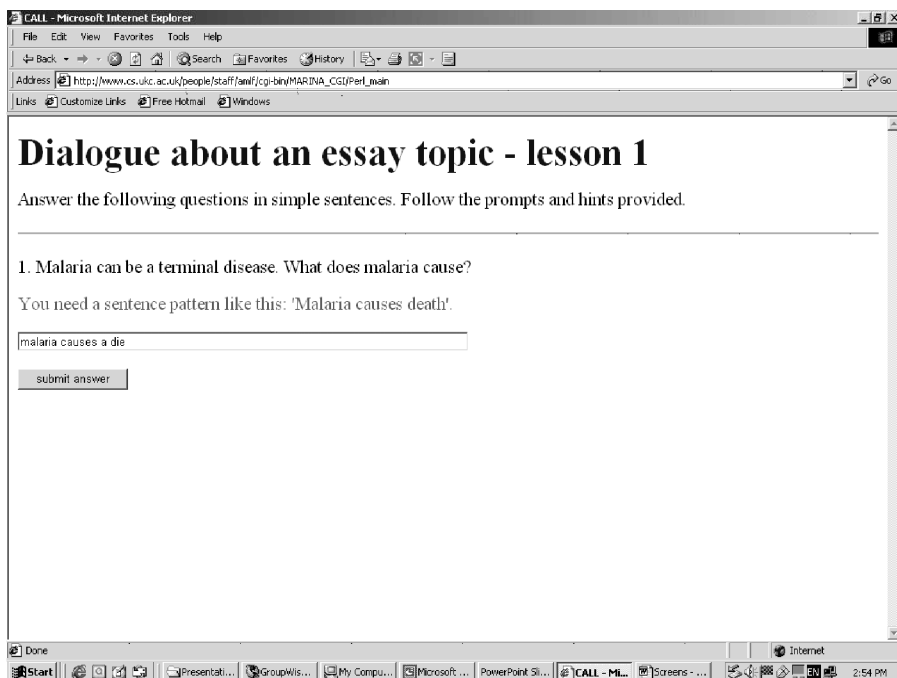 CALL - Microsoft Internet Explorer
File Edit View Favorites Tools Help
Back Search Favorites History
Address http://www.cs.ukc.ac.uk/people/staff/amlf/cgi-bin/MARINA_CGI/Perl_main Go
Links Customize Links Free Hotmail Windows
Dialogue about an essay topic - lesson 1
Answer the following questions in simple sentences. Follow the prompts and hints provided.
1. Malaria can be a terminal disease. What does malaria cause?
You need a sentence pattern like this: 'Malaria causes death'.
malaria causes a die
submit answer
Done Internet
Start Presentati... GroupWis... My Compu... Microsoft ... PowerPoint Sli... CALL - Mi... Screens - ... EN 2:54 PM